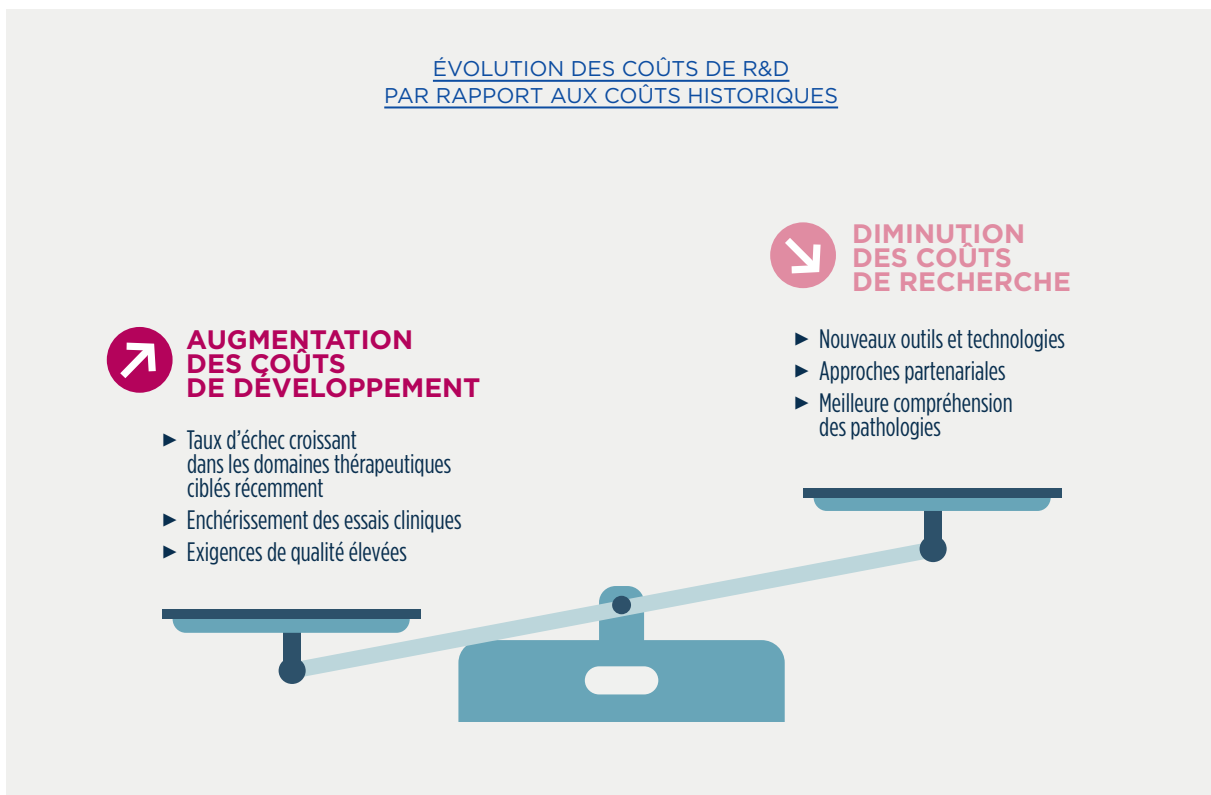 ÉVOLUTION DES COÛTS DE R&D
PAR RAPPORT AUX COÛTS HISTORIQUES
AUGMENTATION
DES COÛTS
DE DÉVELOPPEMENT
► Taux d'échec croissant
dans les domaines thérapeutiques
ciblés récemment
► Enchérissement des essais cliniques
► Exigences de qualité élevées
DIMINUTION
DES COÛTS
DE RECHERCHE
► Nouveaux outils et technologies
► Approches partenariales
► Meilleure compréhension
des pathologies